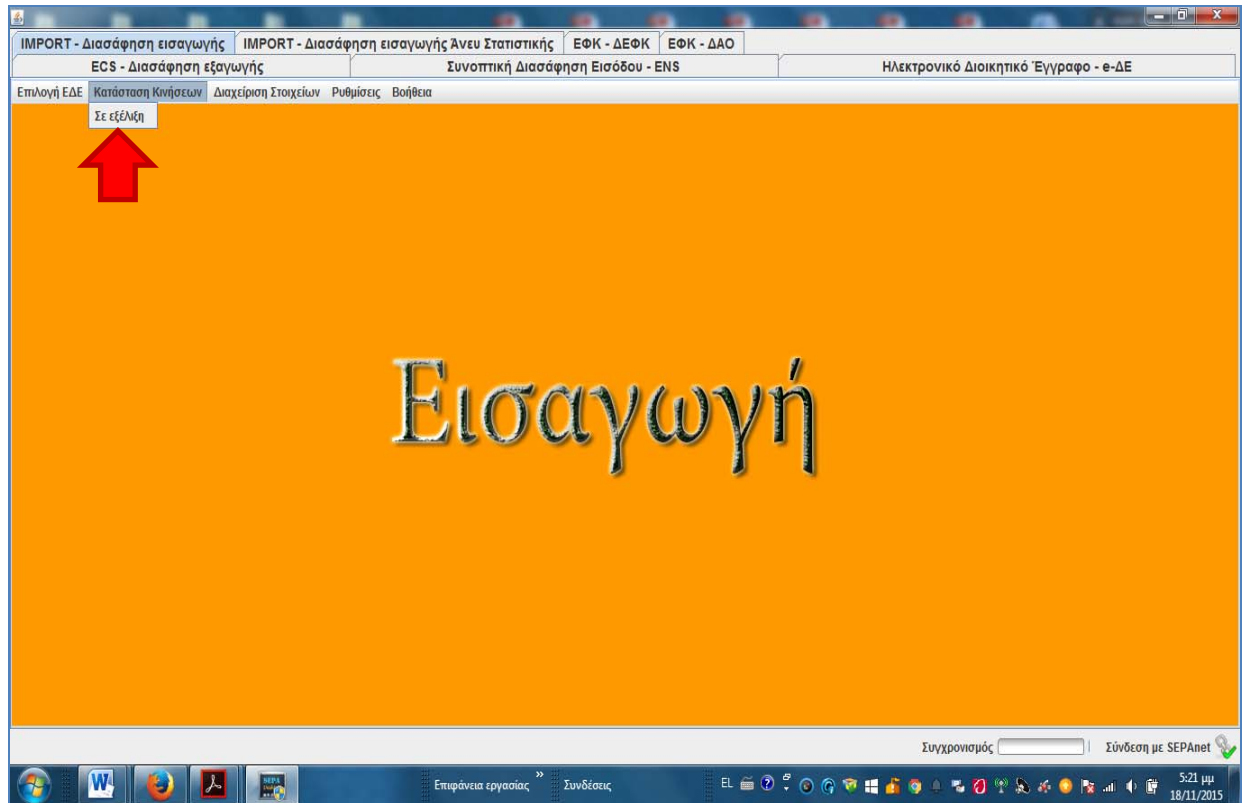 IMPORT - Διασάφηση εισαγωγής IMPORT - Διασάφηση εισαγωγής Άνευ Στατιστικής ΕΦΚ - ΔΕΦΚ ΕΦΚ - ΔΑΟ
ECS - Διασάφηση εξαγωγής Συνοπτική Διασάφηση Εισόδου - ENS Ηλεκτρονικό Διοικητικό Έγγραφο - e-ΔΕ
Επιλογή ΕΔΕ Κατάσταση Κινήσεων Διαχείριση Στοιχείων Ρυθμίσεις Βοήθεια
Σε εξέλιξη
Εισαγωγή
Συγχρονισμός Σύνδεση με SEPAnet
Επιφάνεια εργασίας » Συνδέσεις EL 5:21 μμ
18/11/2015